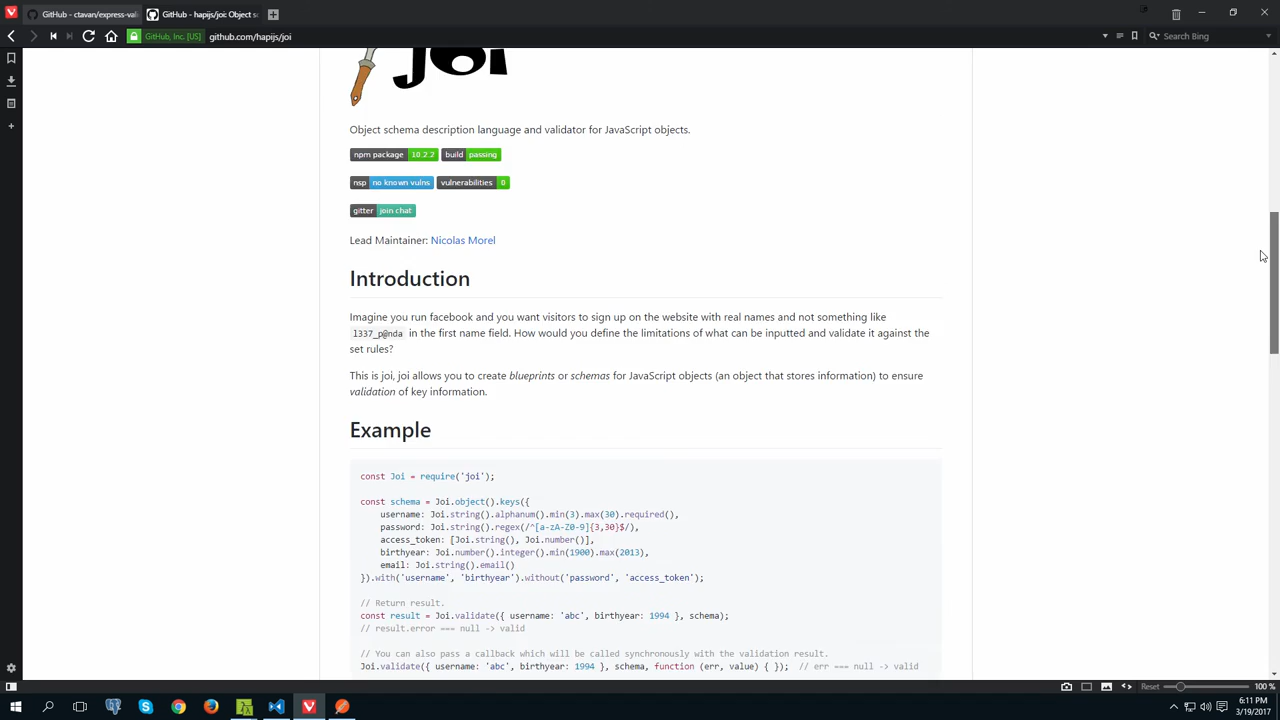 GitHub - ctavan/express-vali
GitHub - hapijs/joi: Object s
GitHub, Inc. [US]
github.com/hapijs/joi
Search Bing
joi
Object schema description language and validator for JavaScript objects.
npm package 10.2.2 build passing
nsp no known vulns vulnerabilities 0
gitter join chat
Lead Maintainer: Nicolas Morel
Introduction
Imagine you run facebook and you want visitors to sign up on the website with real names and not something like
l337_p@nda in the first name field. How would you define the limitations of what can be inputted and validate it against the
set rules?
This is joi, joi allows you to create blueprints or schemas for JavaScript objects (an object that stores information) to ensure
validation of key information.
Example
const Joi = require('joi');
const schema = Joi.object().keys({
username: Joi.string().alphanum().min(3).max(30).required(),
password: Joi.string().regex(/^[a-zA-Z0-9]{3,30}$/),
access_token: [Joi.string(), Joi.number()],
birthyear: Joi.number().integer().min(1900).max(2013),
email: Joi.string().email()
}).with('username', 'birthyear').without('password', 'access_token');
// Return result.
const result = Joi.validate({ username: 'abc', birthyear: 1994 }, schema);
// result.error === null -> valid
// You can also pass a callback which will be called synchronously with the validation result.
Joi.validate({ username: 'abc', birthyear: 1994 }, schema, function (err, value) { });  // err === null -> valid
Reset
100 %
6:11 PM
3/19/2017